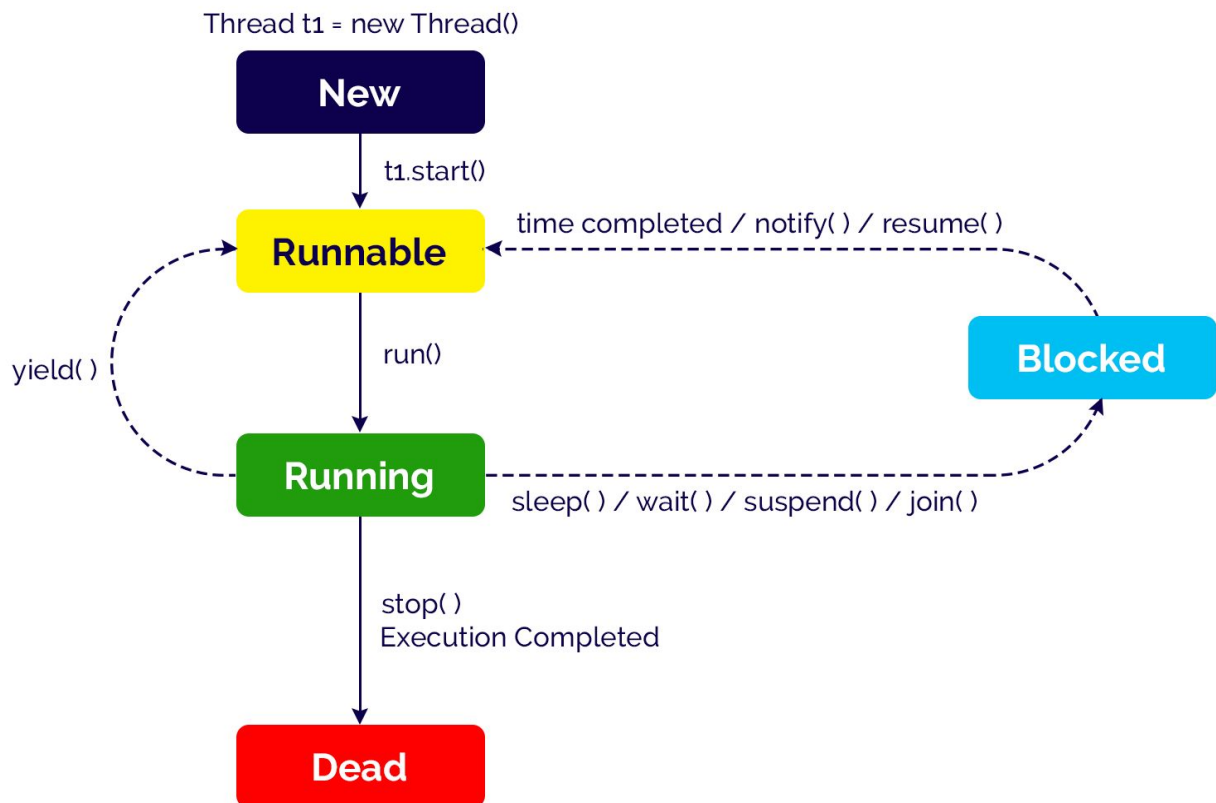 Thread t1 = new Thread()
New
t1.start()
time completed / notify( ) / resume( )
Runnable
run()
Blocked
yield( )
Running
sleep( ) / wait( ) / suspend( ) / join( )
stop( )
Execution Completed
Dead